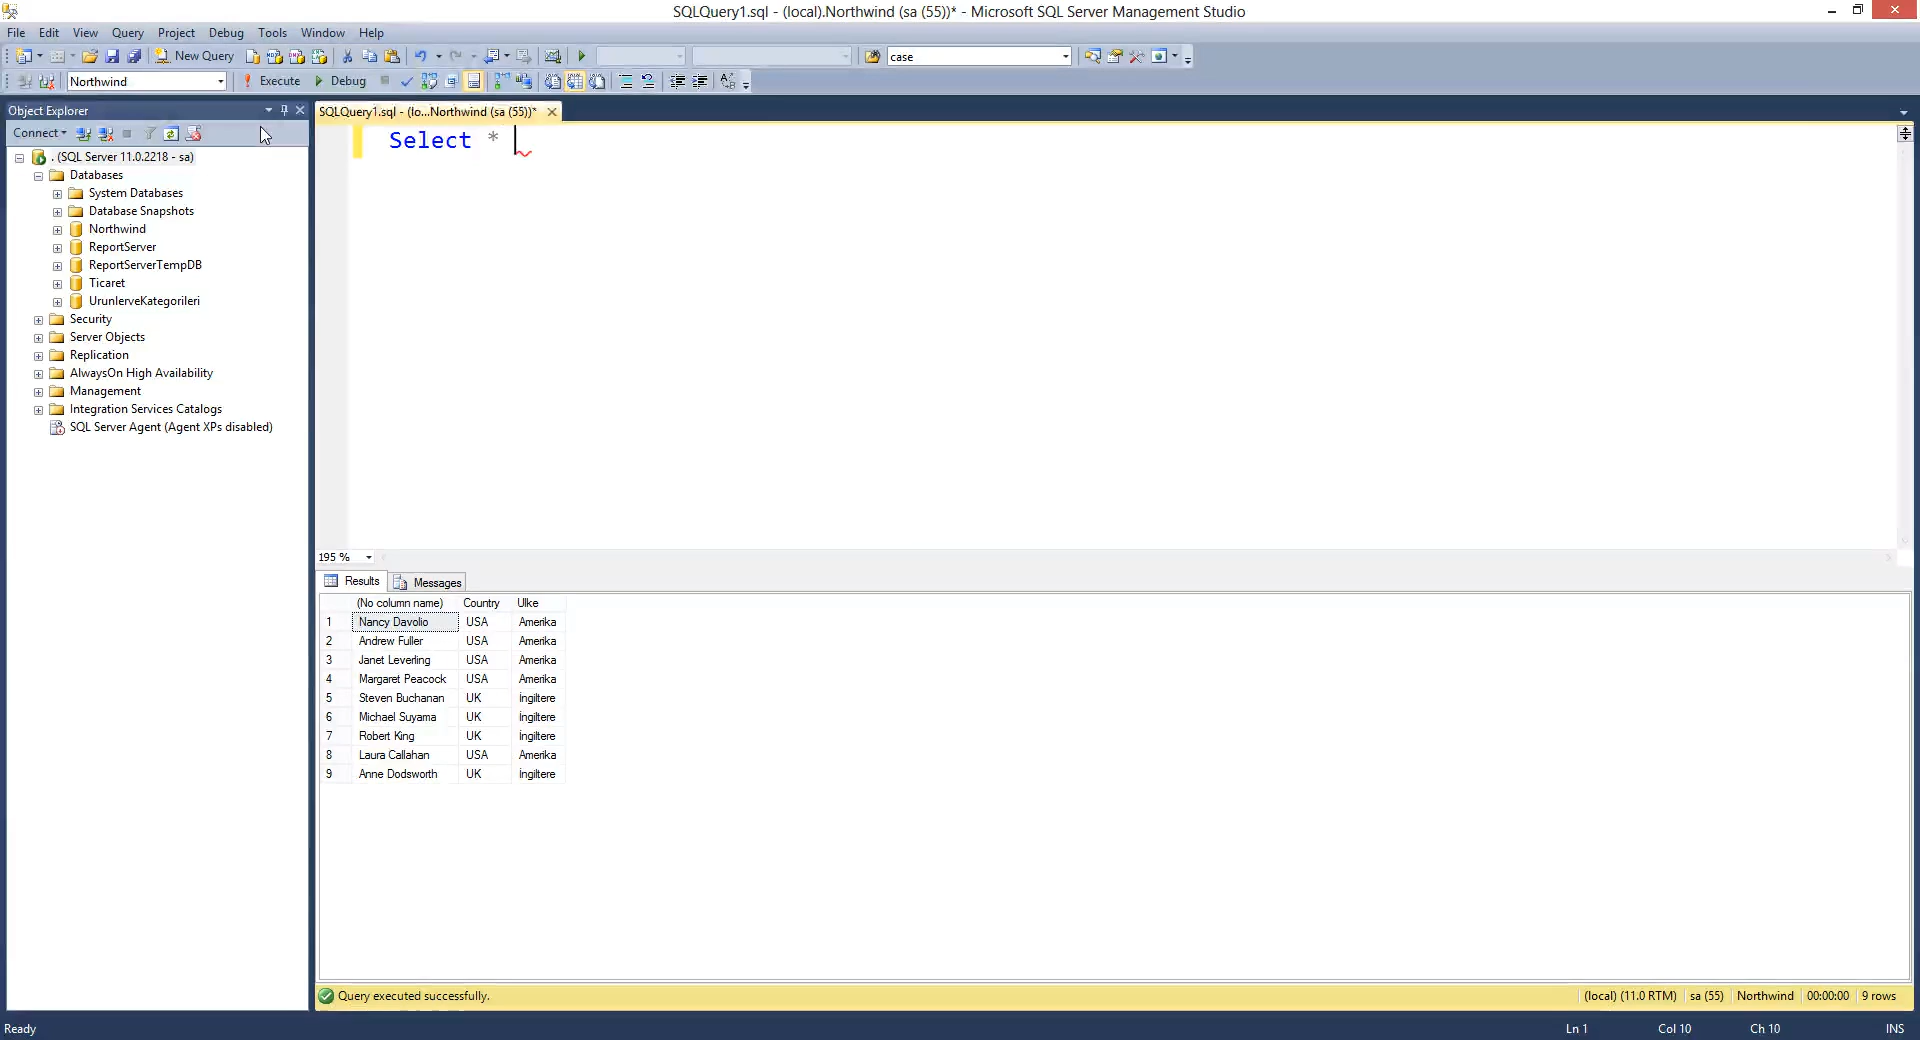 SQLQuery1.sql - (local).Northwind (sa (55))* - Microsoft SQL Server Management Studio
File Edit View Query Project Debug Tools Window Help
New Query case
Northwind Execute Debug
Object Explorer
SQLQuery1.sql - (lo...Northwind (sa (55))*
Connect
Select *
. (SQL Server 11.0.2218 - sa)
Databases
System Databases
Database Snapshots
Northwind
ReportServer
ReportServerTempDB
Ticaret
UrunlerveKategorileri
Security
Server Objects
Replication
AlwaysOn High Availability
Management
Integration Services Catalogs
SQL Server Agent (Agent XPs disabled)
195 %
Results Messages
(No column name) Country Ulke
1 Nancy Davolio USA Amerika
2 Andrew Fuller USA Amerika
3 Janet Leverling USA Amerika
4 Margaret Peacock USA Amerika
5 Steven Buchanan UK İngiltere
6 Michael Suyama UK İngiltere
7 Robert King UK İngiltere
8 Laura Callahan USA Amerika
9 Anne Dodsworth UK İngiltere
Query executed successfully.
(local) (11.0 RTM) sa (55) Northwind 00:00:00 9 rows
Ready Ln 1 Col 10 Ch 10 INS